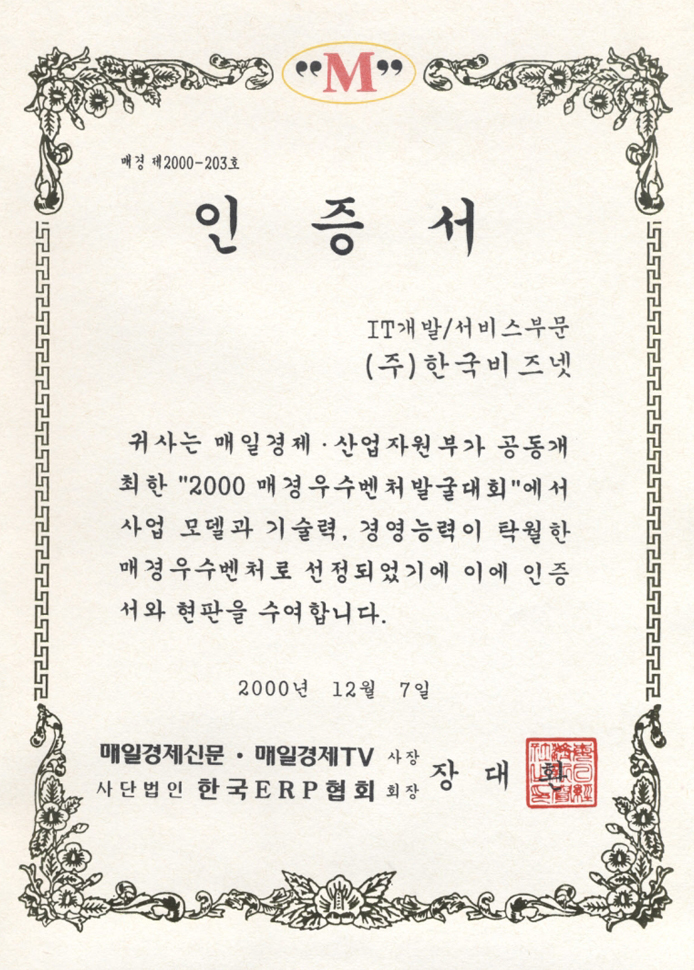 "M"
매경 제2000-203호
인 증 서
IT개발/서비스부문
(주)한국비즈넷
귀사는 매일경제·산업자원부가 공동개
최한 "2000 매경우수벤처발굴대회"에서
사업 모델과 기술력, 경영능력이 탁월한
매경우수벤처로 선정되었기에 이에 인증
서와 현판을 수여합니다.
2000년 12월 7일
매일경제신문 · 매일경제TV 사장
사단법인 한국ERP협회 회장
장 대 환